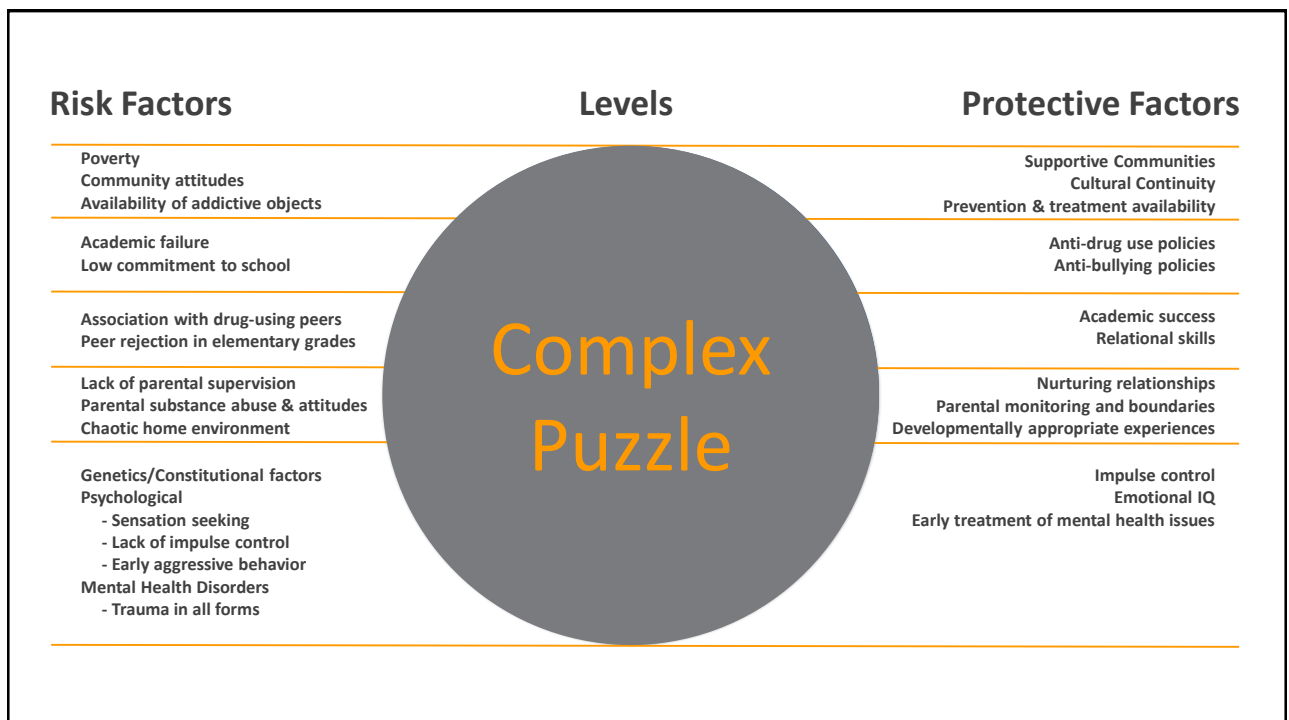 Risk Factors
Levels
Protective Factors
Poverty
Community attitudes
Availability of addictive objects
Supportive Communities
Cultural Continuity
Prevention & treatment availability
Academic failure
Low commitment to school
Anti-drug use policies
Anti-bullying policies
Association with drug-using peers
Peer rejection in elementary grades
Academic success
Relational skills
Complex
Puzzle
Lack of parental supervision
Parental substance abuse & attitudes
Chaotic home environment
Nurturing relationships
Parental monitoring and boundaries
Developmentally appropriate experiences
Genetics/Constitutional factors
Psychological
- Sensation seeking
- Lack of impulse control
- Early aggressive behavior
Mental Health Disorders
- Trauma in all forms
Impulse control
Emotional IQ
Early treatment of mental health issues